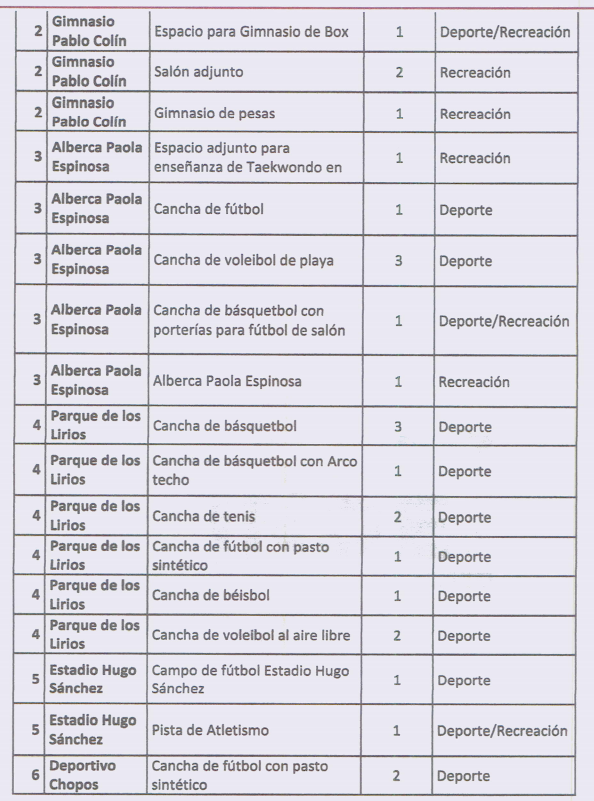 2 Gimnasio Pablo Colín Espacio para Gimnasio de Box 1 Deporte/Recreación
2 Gimnasio Pablo Colín Salón adjunto 2 Recreación
2 Gimnasio Pablo Colín Gimnasio de pesas 1 Recreación
3 Alberca Paola Espinosa Espacio adjunto para enseñanza de Taekwondo en 1 Recreación
3 Alberca Paola Espinosa Cancha de fútbol 1 Deporte
3 Alberca Paola Espinosa Cancha de voleibol de playa 3 Deporte
3 Alberca Paola Espinosa Cancha de básquetbol con porterías para fútbol de salón 1 Deporte/Recreación
3 Alberca Paola Espinosa Alberca Paola Espinosa 1 Recreación
4 Parque de los Lirios Cancha de básquetbol 3 Deporte
4 Parque de los Lirios Cancha de básquetbol con Arco techo 1 Deporte
4 Parque de los Lirios Cancha de tenis 2 Deporte
4 Parque de los Lirios Cancha de fútbol con pasto sintético 1 Deporte
4 Parque de los Lirios Cancha de béisbol 1 Deporte
4 Parque de los Lirios Cancha de voleibol al aire libre 2 Deporte
5 Estadio Hugo Sánchez Campo de fútbol Estadio Hugo Sánchez 1 Deporte
5 Estadio Hugo Sánchez Pista de Atletismo 1 Deporte/Recreación
6 Deportivo Chopos Cancha de fútbol con pasto sintético 2 Deporte